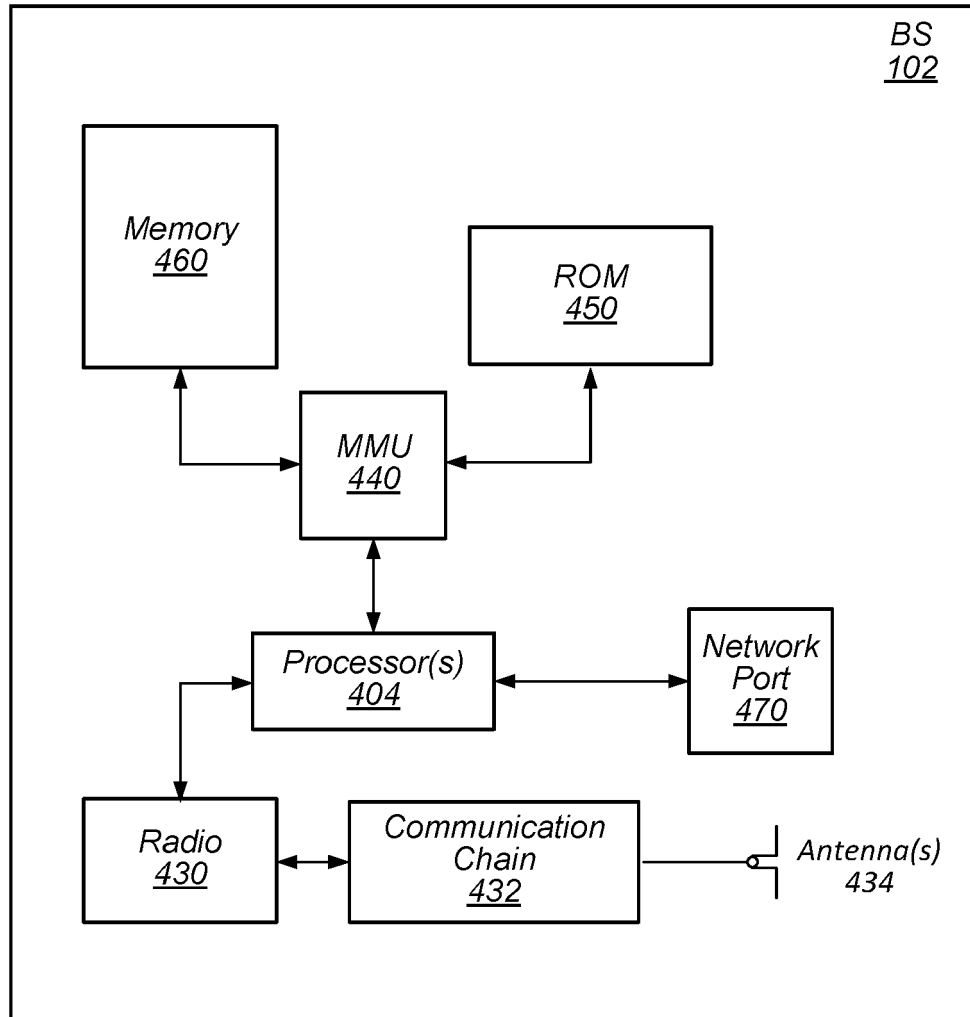 BS
102
Memory
460
ROM
450
MMU
440
Processor(s)
404
Network
Port
470
Radio
430
Communication
Chain
432
Antenna(s)
434